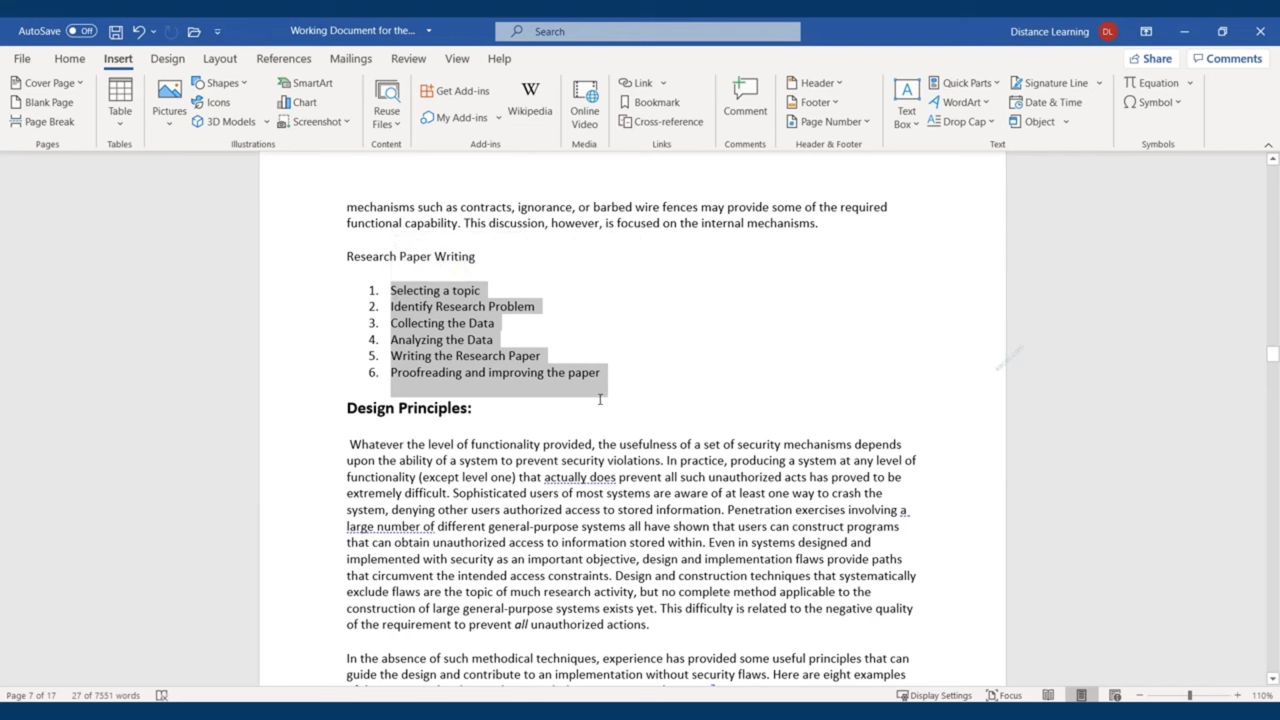 AutoSave Off Working Document for the... Search Distance Learning DL
File Home Insert Design Layout References Mailings Review View Help Share Comments
Cover Page
Blank Page
Page Break
Pages
Table
Tables
Pictures
Shapes
Icons
3D Models
SmartArt
Chart
Screenshot
Illustrations
Reuse
Files
Content
Get Add-ins
My Add-ins
W
Wikipedia
Add-ins
Online
Video
Media
Link
Bookmark
Cross-reference
Links
Comment
Comments
Header
Footer
Page Number
Header & Footer
A
Text
Box
Quick Parts
WordArt
Drop Cap
Signature Line
Date & Time
Object
Text
Equation
Symbol
Symbols
mechanisms such as contracts, ignorance, or barbed wire fences may provide some of the required
functional capability. This discussion, however, is focused on the internal mechanisms.
Research Paper Writing
1. Selecting a topic
2. Identify Research Problem
3. Collecting the Data
4. Analyzing the Data
5. Writing the Research Paper
6. Proofreading and improving the paper
Design Principles:
Whatever the level of functionality provided, the usefulness of a set of security mechanisms depends
upon the ability of a system to prevent security violations. In practice, producing a system at any level of
functionality (except level one) that actually does prevent all such unauthorized acts has proved to be
extremely difficult. Sophisticated users of most systems are aware of at least one way to crash the
system, denying other users authorized access to stored information. Penetration exercises involving a
large number of different general-purpose systems all have shown that users can construct programs
that can obtain unauthorized access to information stored within. Even in systems designed and
implemented with security as an important objective, design and implementation flaws provide paths
that circumvent the intended access constraints. Design and construction techniques that systematically
exclude flaws are the topic of much research activity, but no complete method applicable to the
construction of large general-purpose systems exists yet. This difficulty is related to the negative quality
of the requirement to prevent all unauthorized actions.
In the absence of such methodical techniques, experience has provided some useful principles that can
guide the design and contribute to an implementation without security flaws. Here are eight examples
Page 7 of 17 27 of 7551 words Display Settings Focus 110%